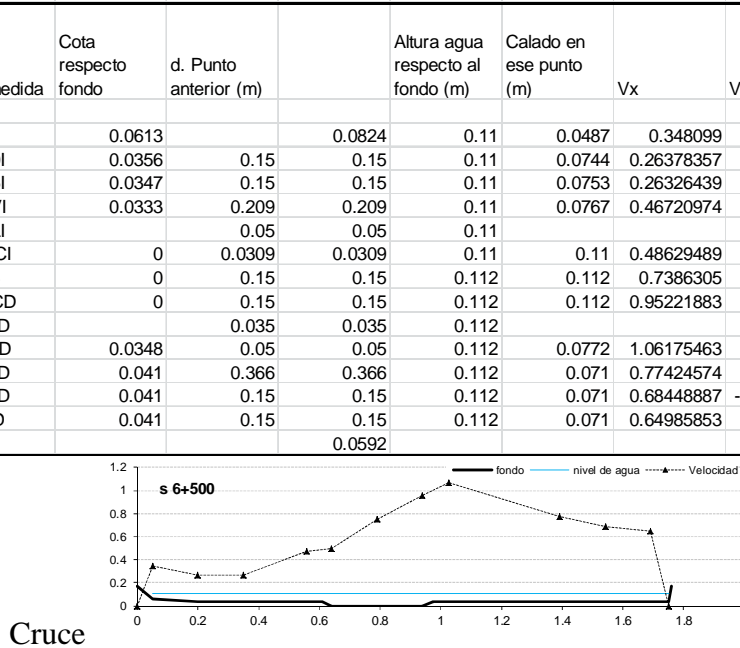 Cota respecto fondo
d. Punto anterior (m)
Altura agua respecto al fondo (m)
Calado en ese punto (m)
Vx
0.0613 0.0824 0.11 0.0487 0.348099
I 0.0356 0.15 0.15 0.11 0.0744 0.26378357
I 0.0347 0.15 0.15 0.11 0.0753 0.26326439
I 0.0333 0.209 0.209 0.11 0.0767 0.46720974
I 0.05 0.05 0.11
CI 0 0.0309 0.0309 0.11 0.11 0.48629489
0 0.15 0.15 0.112 0.112 0.7386305
CD 0 0.15 0.15 0.112 0.112 0.95221883
D 0.035 0.035 0.112
D 0.0348 0.05 0.05 0.112 0.0772 1.06175463
D 0.041 0.366 0.366 0.112 0.071 0.77424574
D 0.041 0.15 0.15 0.112 0.071 0.68448887 -
0.041 0.15 0.15 0.112 0.071 0.64985853
0.0592
fondo nivel de agua Velocidad
s 6+500
1.2
1
0.8
0.6
0.4
0.2
0
0 0.2 0.4 0.6 0.8 1 1.2 1.4 1.6 1.8
Cruce